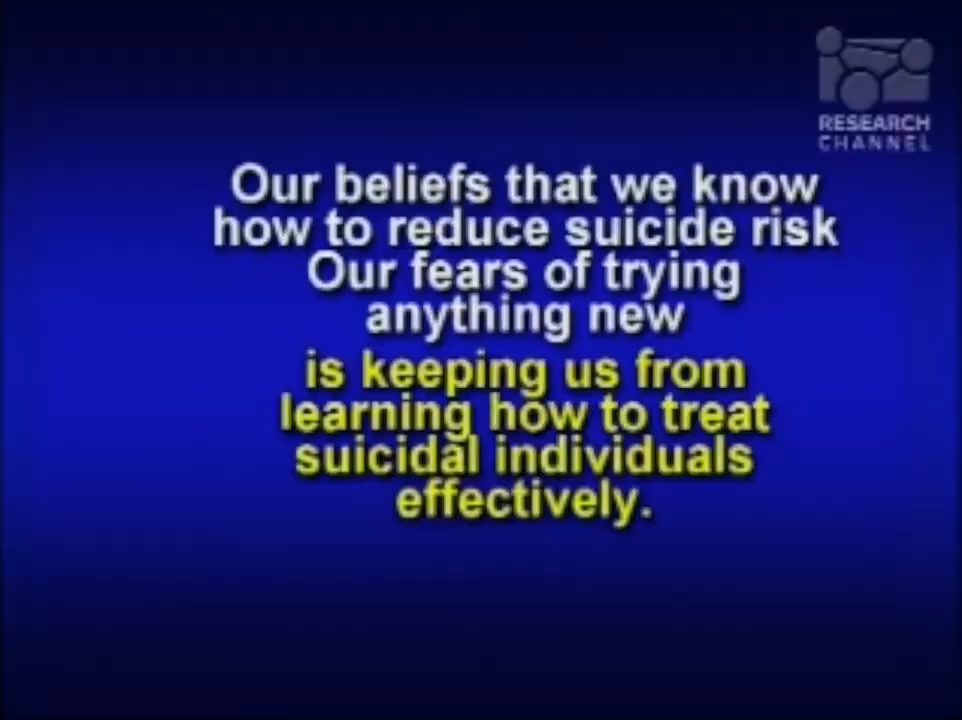 RESEARCH
CHANNEL
Our beliefs that we know
how to reduce suicide risk
Our fears of trying
anything new
is keeping us from
learning how to treat
suicidal individuals
effectively.